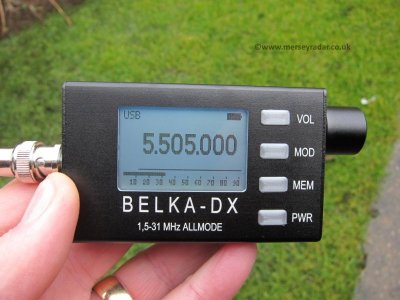 ©www.merseyradar.co.uk
USB
5.505.000
10 20 30 40 50 60 70 80 90
BELKA-DX
1,5-31 MHz ALLMODE
VOL
MOD
MEM
PWR